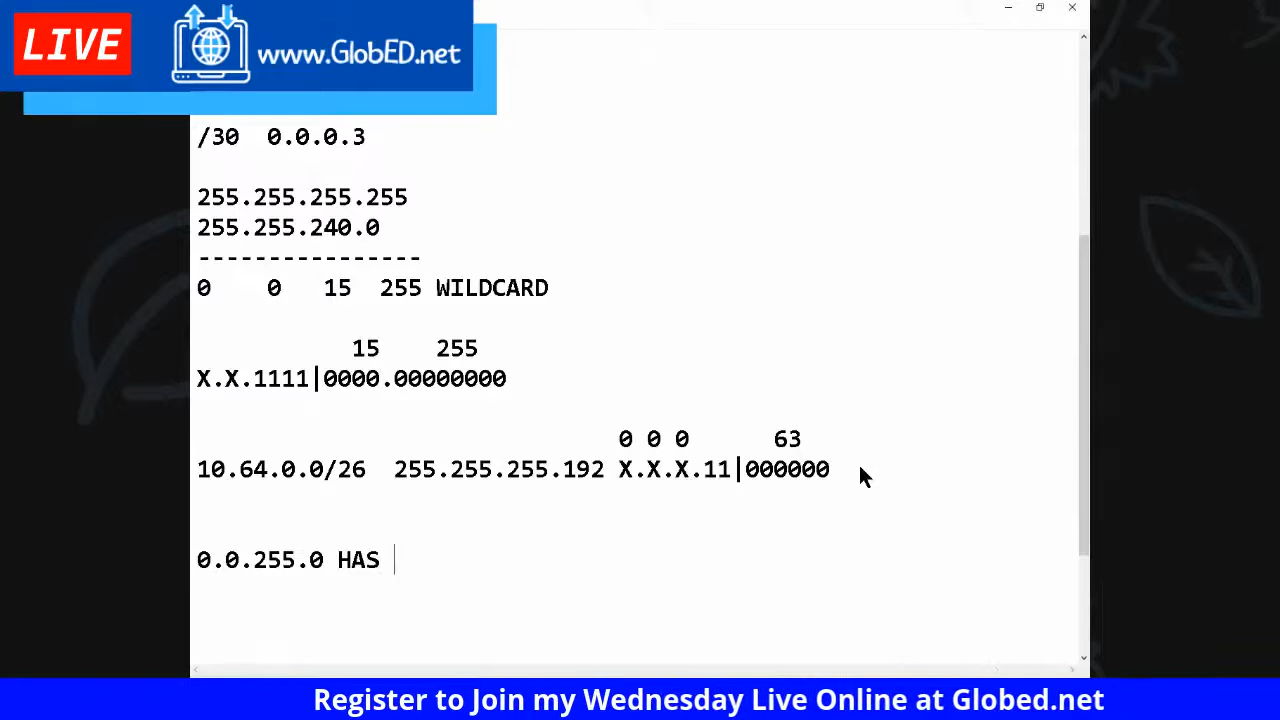 LIVE
www.GlobED.net
/30 0.0.0.3
255.255.255.255
255.255.240.0
----------------
0 0 15 255 WILDCARD
15 255
X.X.1111|0000.00000000
0 0 0 63
10.64.0.0/26 255.255.255.192 X.X.X.11|000000
0.0.255.0 HAS
Register to Join my Wednesday Live Online at Globed.net